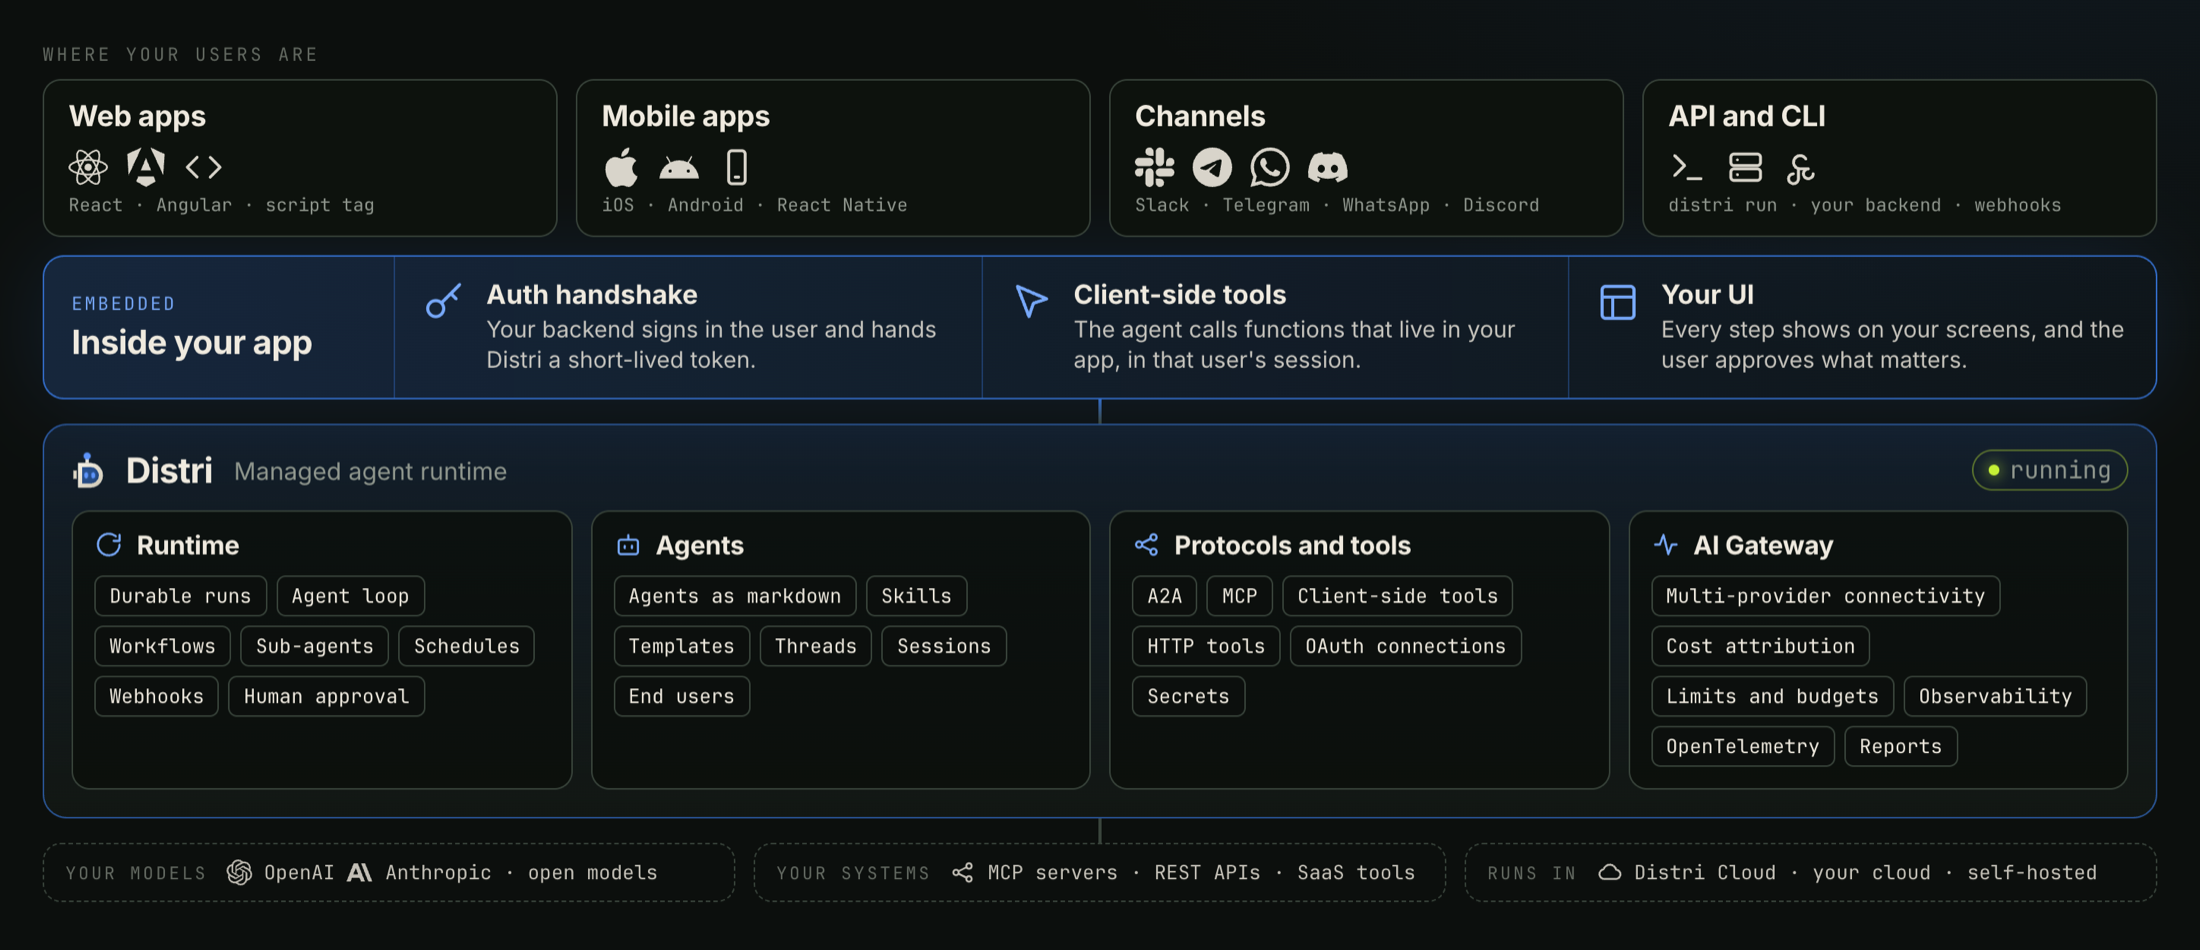 WHERE YOUR USERS ARE
Web apps
React · Angular · script tag
Mobile apps
iOS · Android · React Native
Channels
Slack · Telegram · WhatsApp · Discord
API and CLI
distri run · your backend · webhooks
EMBEDDED
Inside your app
Auth handshake
Your backend signs in the user and hands
Distri a short-lived token.
Client-side tools
The agent calls functions that live in your
app, in that user's session.
Your UI
Every step shows on your screens, and the
user approves what matters.
Distri Managed agent runtime
running
Runtime
Durable runs Agent loop
Workflows Sub-agents Schedules
Webhooks Human approval
Agents
Agents as markdown Skills
Templates Threads Sessions
End users
Protocols and tools
A2A MCP Client-side tools
HTTP tools OAuth connections
Secrets
AI Gateway
Multi-provider connectivity
Cost attribution
Limits and budgets Observability
OpenTelemetry Reports
YOUR MODELS OpenAI Anthropic · open models
YOUR SYSTEMS MCP servers · REST APIs · SaaS tools
RUNS IN Distri Cloud · your cloud · self-hosted